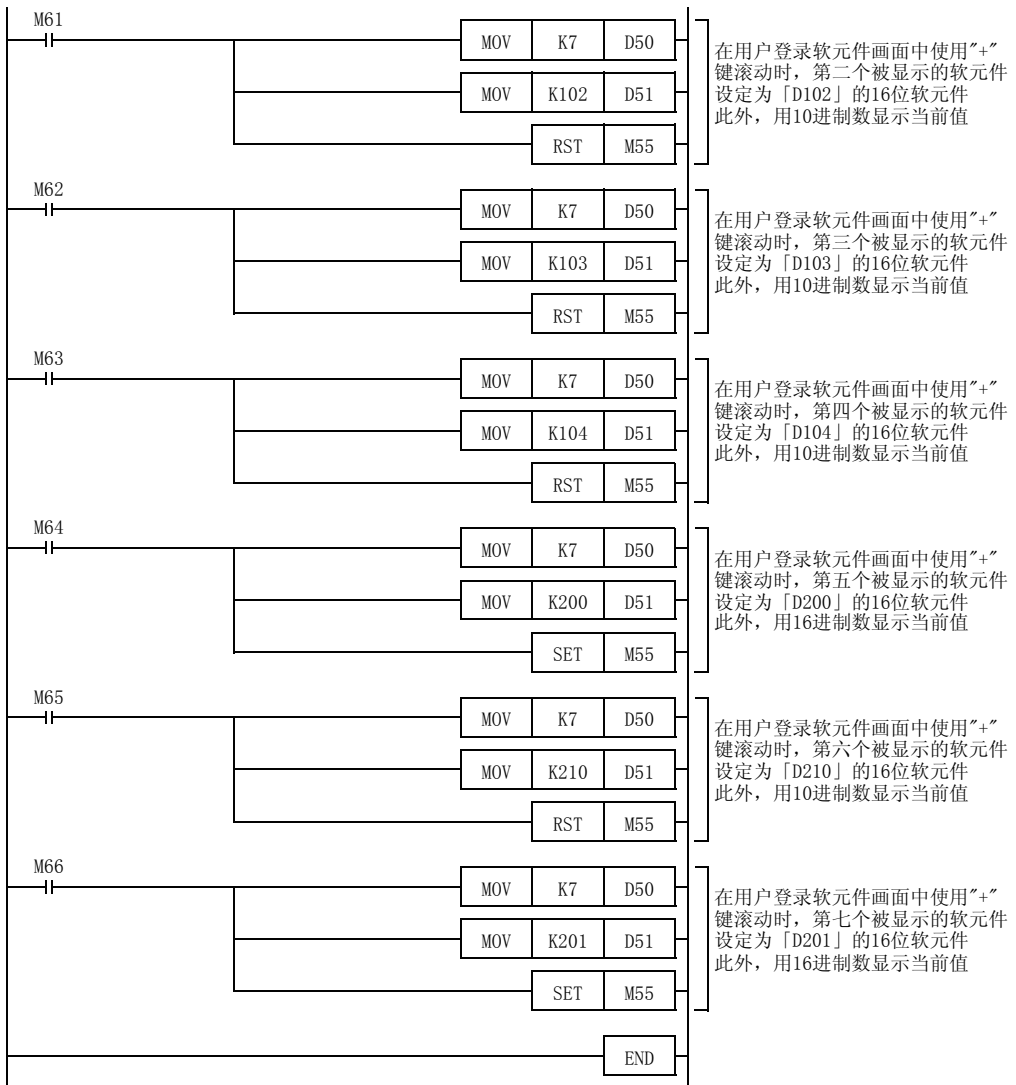 M61
MOV K7 D50
MOV K102 D51
RST M55
在用户登录软元件画面中使用"+"
键滚动时，第二个被显示的软元件
设定为「D102」的16位软元件
此外，用10进制数显示当前值
M62
MOV K7 D50
MOV K103 D51
RST M55
在用户登录软元件画面中使用"+"
键滚动时，第三个被显示的软元件
设定为「D103」的16位软元件
此外，用10进制数显示当前值
M63
MOV K7 D50
MOV K104 D51
RST M55
在用户登录软元件画面中使用"+"
键滚动时，第四个被显示的软元件
设定为「D104」的16位软元件
此外，用10进制数显示当前值
M64
MOV K7 D50
MOV K200 D51
SET M55
在用户登录软元件画面中使用"+"
键滚动时，第五个被显示的软元件
设定为「D200」的16位软元件
此外，用16进制数显示当前值
M65
MOV K7 D50
MOV K210 D51
RST M55
在用户登录软元件画面中使用"+"
键滚动时，第六个被显示的软元件
设定为「D210」的16位软元件
此外，用10进制数显示当前值
M66
MOV K7 D50
MOV K201 D51
SET M55
在用户登录软元件画面中使用"+"
键滚动时，第七个被显示的软元件
设定为「D201」的16位软元件
此外，用16进制数显示当前值
END